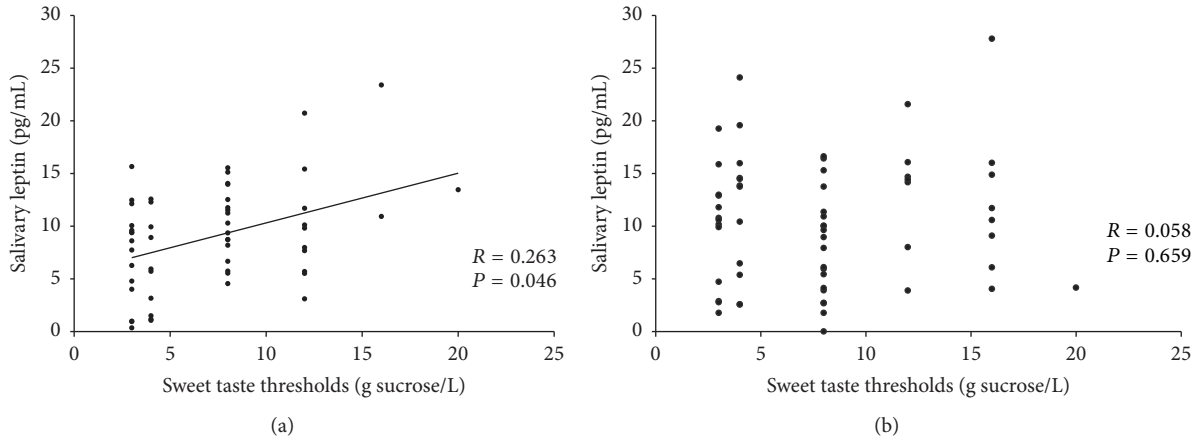 30
25
20
15
10
5
0
Salivary leptin (pg/mL)
R = 0.263
P = 0.046
0 5 10 15 20 25
Sweet taste thresholds (g sucrose/L)
(a)
30
25
20
15
10
5
0
Salivary leptin (pg/mL)
R = 0.058
P = 0.659
0 5 10 15 20 25
Sweet taste thresholds (g sucrose/L)
(b)